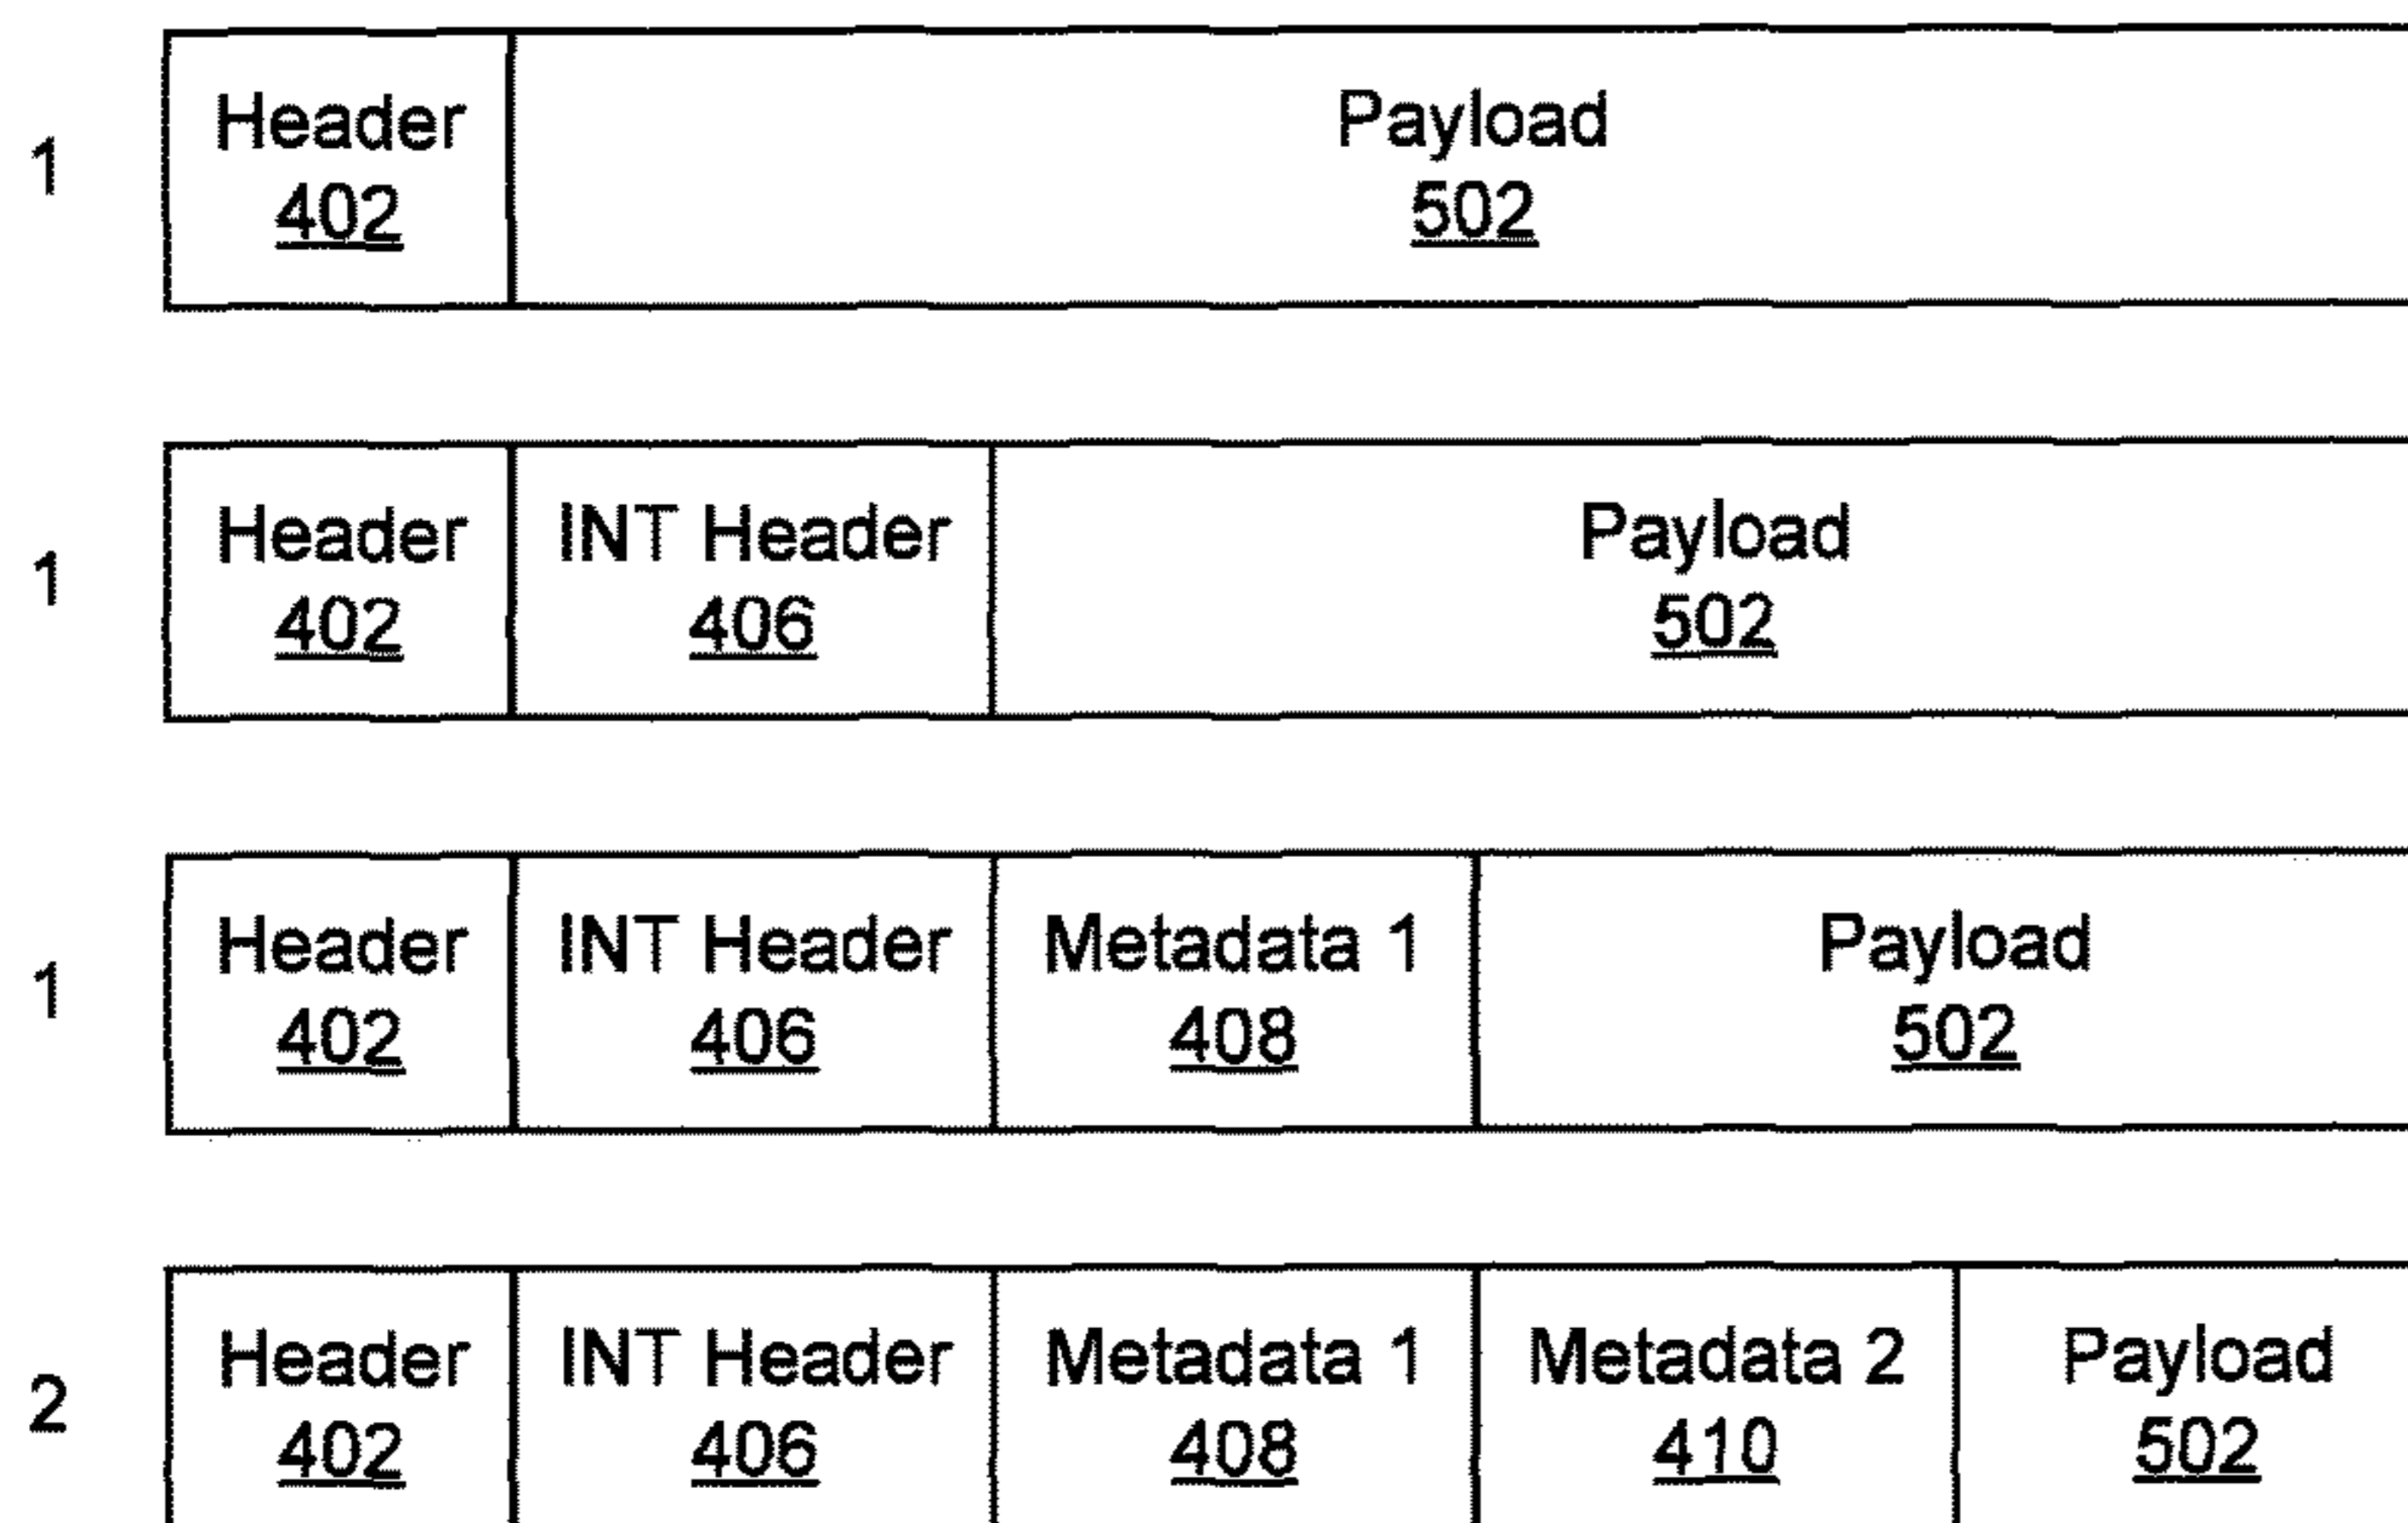 Header Payload
1
402 502
Header INT Header Payload
1
402 406 502
Header INT Header Metadata 1 Payload
1
402 406 408 502
Header INT Header Metadata 1 Metadata 2 Payload
2
402 406 408 410 502